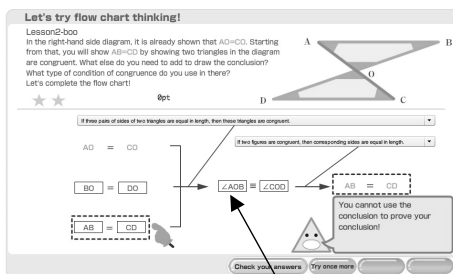 Let's try flow chart thinking!
Lesson2-boo
In the right-hand side diagram, it is already shown that AO=CO. Starting
from that, you will show AB=CD by showing two triangles in the diagram
are congruent. What else do you need to add to draw the conclusion?
What type of condition of congruence do you use in there?
Let's complete the flow chart!
0pt
A
B
O
D
C
If three pairs of sides of two triangles are equal in length, then these triangles are congruent.
If two figures are congruent, then corresponding sides are equal in length.
AO = CO
BO = DO
∠AOB ≡ ∠COD
AB = CD
AB = CD
You cannot use the
conclusion to prove your
conclusion!
Check your answers
Try once more